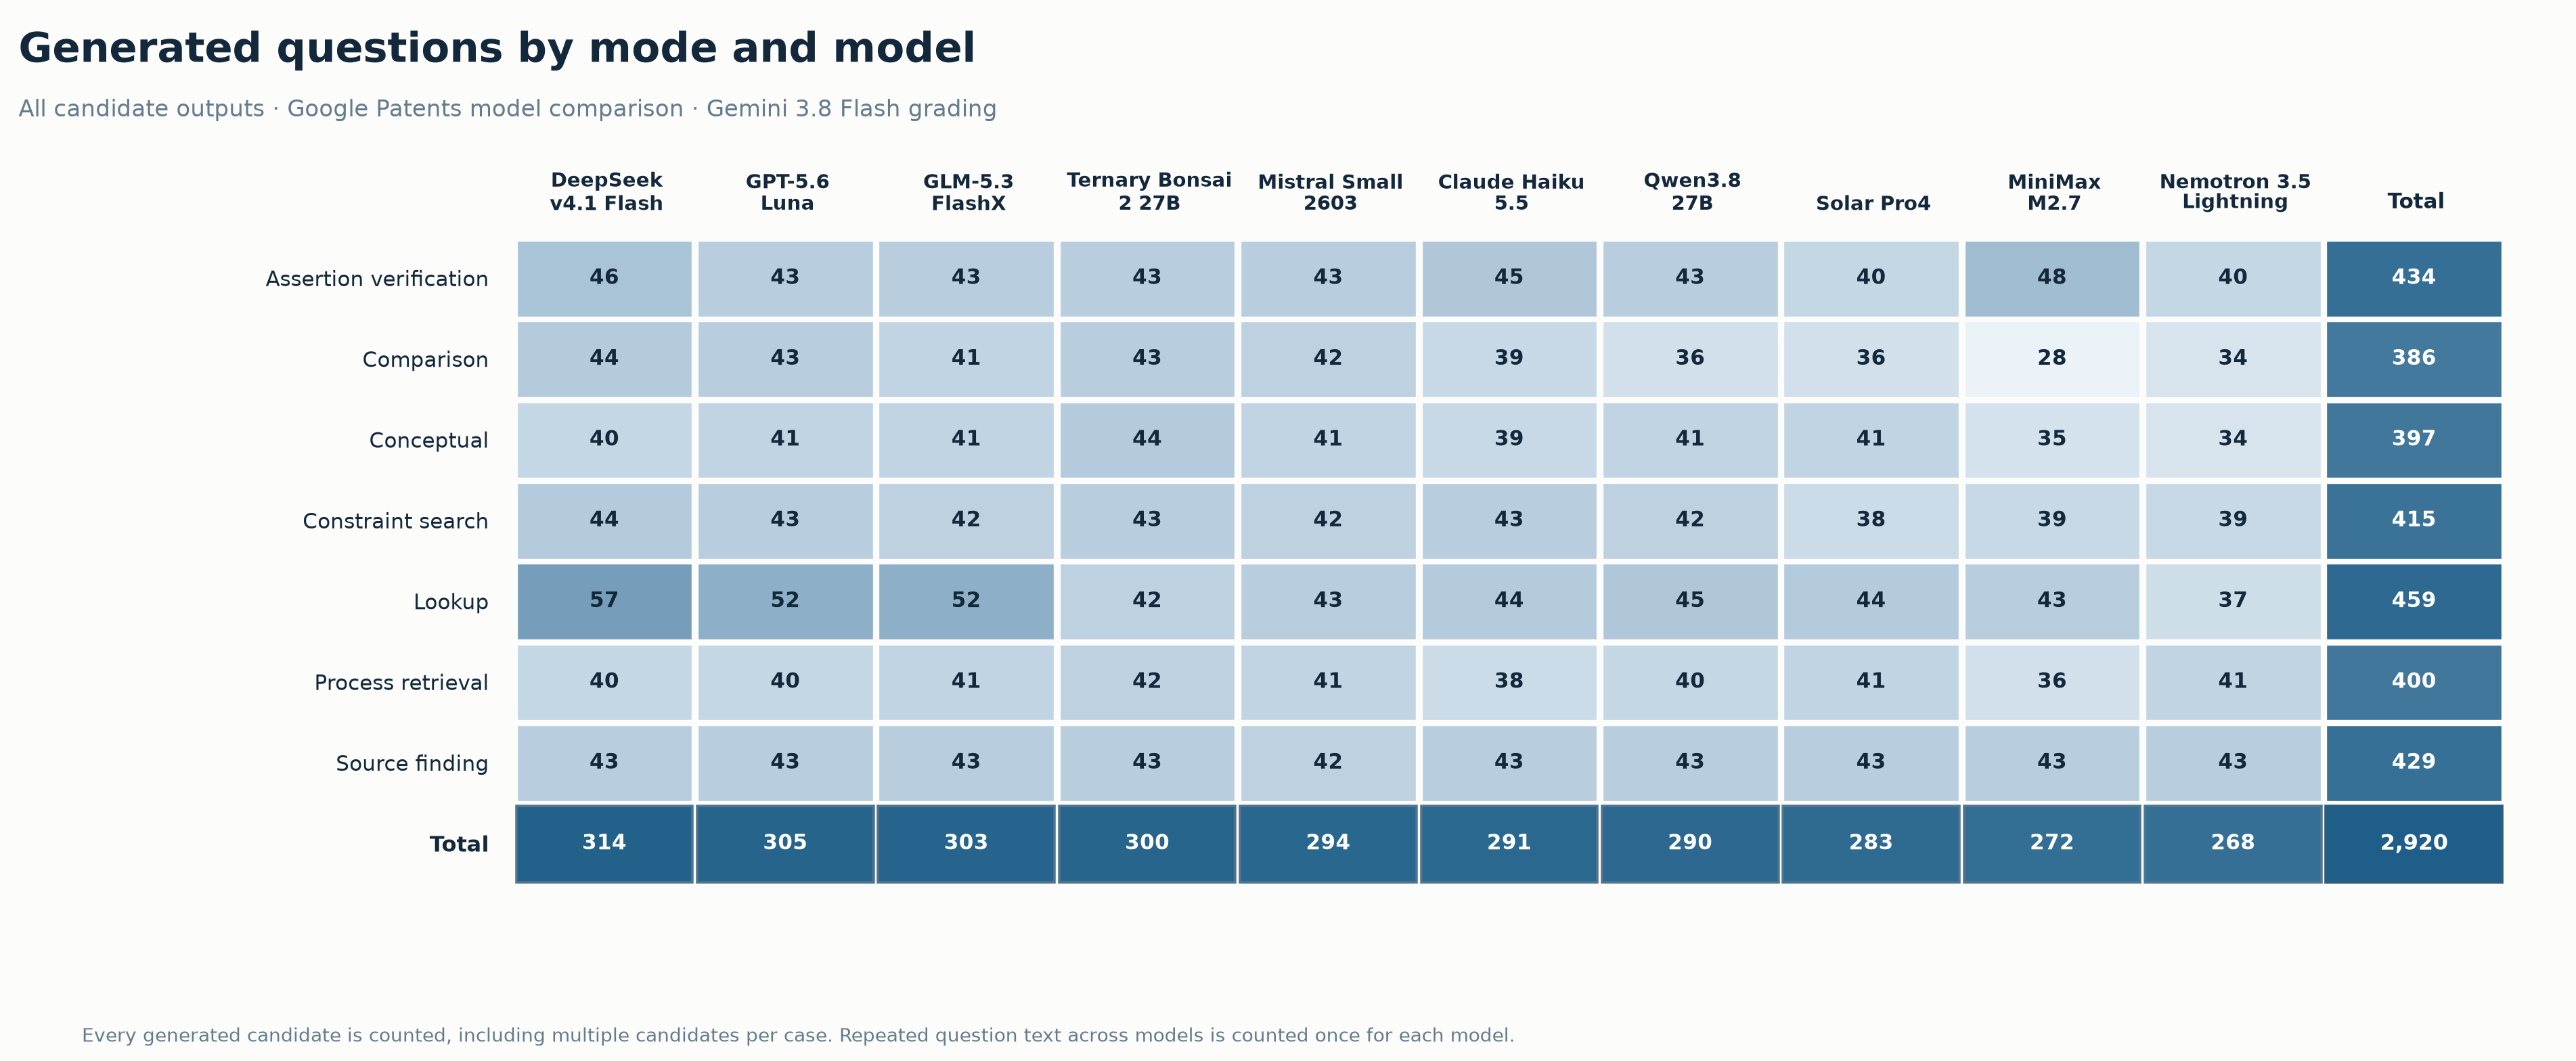 Generated questions by mode and model
All candidate outputs · Google Patents model comparison · Gemini 3.8 Flash grading
DeepSeek v4.1 Flash
GPT-5.6 Luna
GLM-5.3 FlashX
Ternary Bonsai 2 27B
Mistral Small 2603
Claude Haiku 5.5
Qwen3.8 27B
Solar Pro4
MiniMax M2.7
Nemotron 3.5 Lightning
Total
Assertion verification 46 43 43 43 43 45 43 40 48 40 434
Comparison 44 43 41 43 42 39 36 36 28 34 386
Conceptual 40 41 41 44 41 39 41 41 35 34 397
Constraint search 44 43 42 43 42 43 42 38 39 39 415
Lookup 57 52 52 42 43 44 45 44 43 37 459
Process retrieval 40 40 41 42 41 38 40 41 36 41 400
Source finding 43 43 43 43 42 43 43 43 43 43 429
Total 314 305 303 300 294 291 290 283 272 268 2,920
Every generated candidate is counted, including multiple candidates per case. Repeated question text across models is counted once for each model.